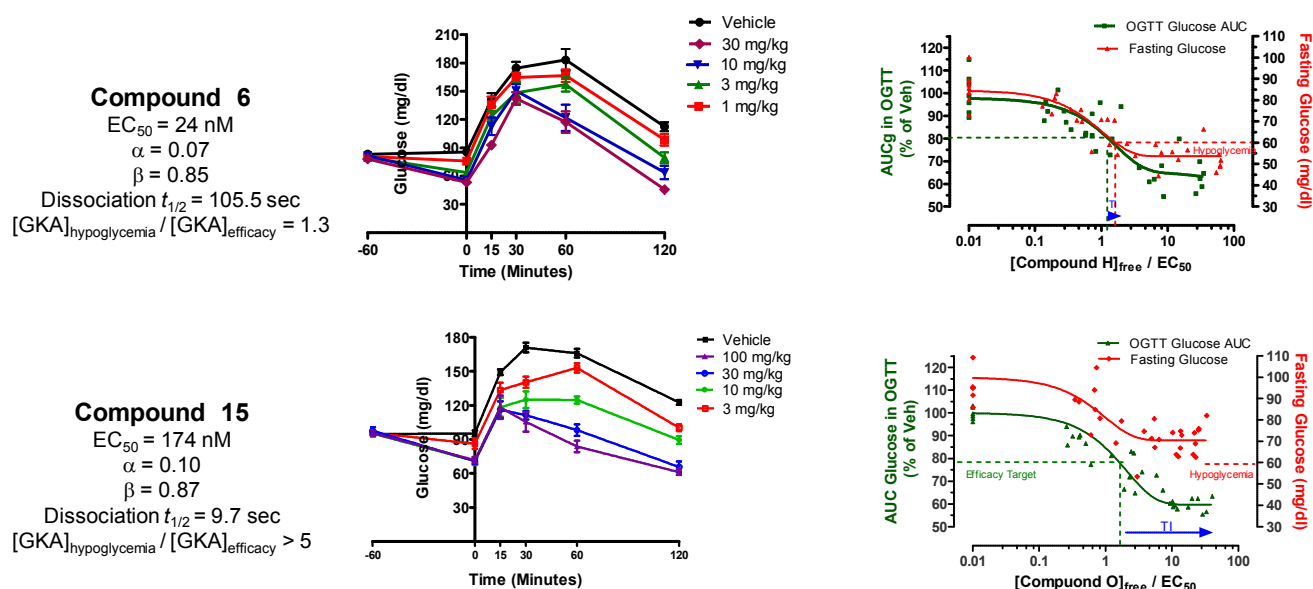 Compound 6
EC50 = 24 nM
α = 0.07
β = 0.85
Dissociation t1/2 = 105.5 sec
[GKA]hypoglycemia / [GKA]efficacy = 1.3
Glucose (mg/dl)
210
180
150
120
90
60
30
-60
0
15
30
60
120
Time (Minutes)
Vehicle
30 mg/kg
10 mg/kg
3 mg/kg
1 mg/kg
OGTT Glucose AUC
Fasting Glucose
AUCg in OGTT
(% of Veh)
120
110
100
90
80
70
60
50
110
100
90
80
70
60
50
40
30
Fasting Glucose (mg/dl)
Hypoglycemia
0.01
0.1
1
10
100
[Compound H]free / EC50
Compound 15
EC50 = 174 nM
α = 0.10
β = 0.87
Dissociation t1/2 = 9.7 sec
[GKA]hypoglycemia / [GKA]efficacy > 5
Glucose (mg/dl)
180
150
120
90
60
30
-60
0
15
30
60
120
Time (Minutes)
Vehicle
100 mg/kg
30 mg/kg
10 mg/kg
3 mg/kg
OGTT Glucose AUC
Fasting Glucose
AUC Glucose in OGTT
(% of Veh)
120
110
100
90
80
70
60
50
110
100
90
80
70
60
50
40
30
Fasting Glucose (mg/dl)
Efficacy Target
Hypoglycemia
TI
0.01
0.1
1
10
100
[Compuond O]free / EC50